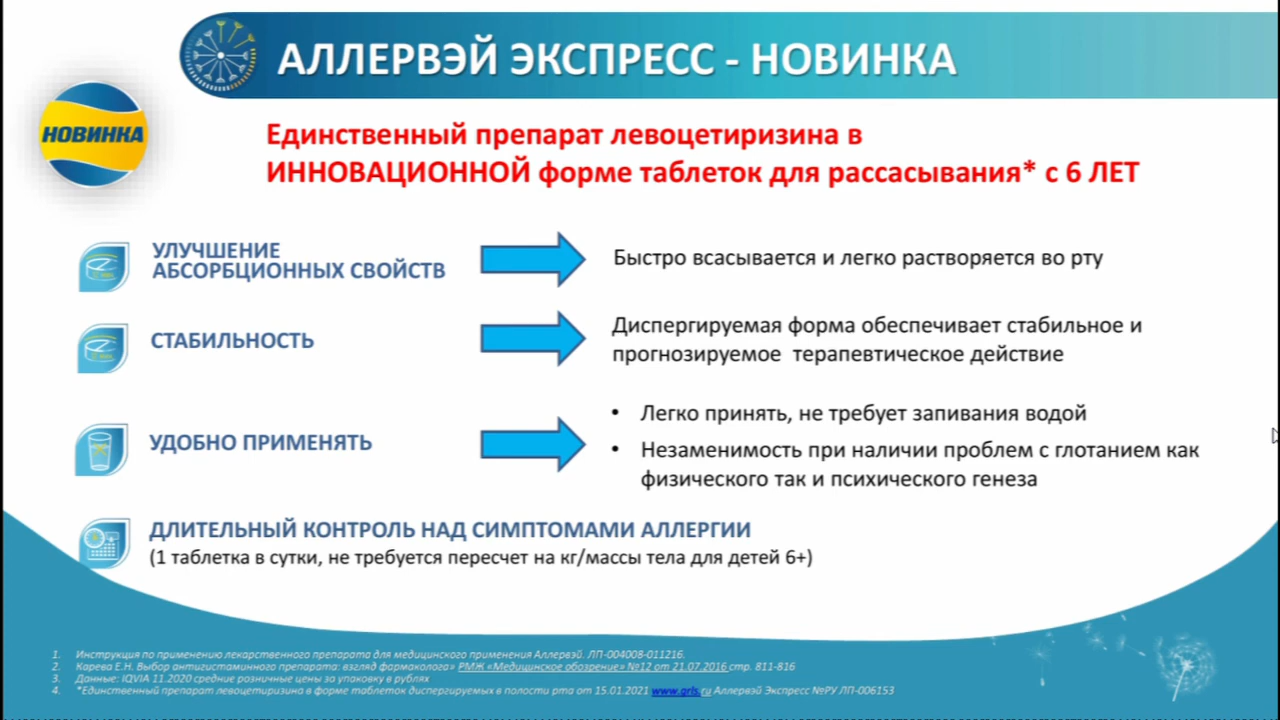 АЛЛЕРВЭЙ ЭКСПРЕСС - НОВИНКА
НОВИНКА
Единственный препарат левоцетиризина в
ИННОВАЦИОННОЙ форме таблеток для рассасывания* с 6 ЛЕТ
УЛУЧШЕНИЕ
АБСОРБЦИОННЫХ СВОЙСТВ
Быстро всасывается и легко растворяется во рту
СТАБИЛЬНОСТЬ
Диспергируемая форма обеспечивает стабильное и
прогнозируемое терапевтическое действие
УДОБНО ПРИМЕНЯТЬ
• Легко принять, не требует запивания водой
• Незаменимость при наличии проблем с глотанием как
физического так и психического генеза
ДЛИТЕЛЬНЫЙ КОНТРОЛЬ НАД СИМПТОМАМИ АЛЛЕРГИИ
(1 таблетка в сутки, не требуется пересчет на кг/массы тела для детей 6+)
1. Инструкция по применению лекарственного препарата для медицинского применения Аллервэй. ЛП-004008-011216.
2. Карева Е.Н. Выбор антигистаминного препарата: взгляд фармаколога» РМЖ «Медицинское обозрение» №12 от 21.07.2016 стр. 811-816
3. Данные: IQVIA 11.2020 средние розничные цены за упаковку в рублях
4. *Единственный препарат левоцетиризина в форме таблеток диспергируемых в полости рта от 15.01.2021 www.grls.ru Аллервэй Экспресс №РУ ЛП-006153